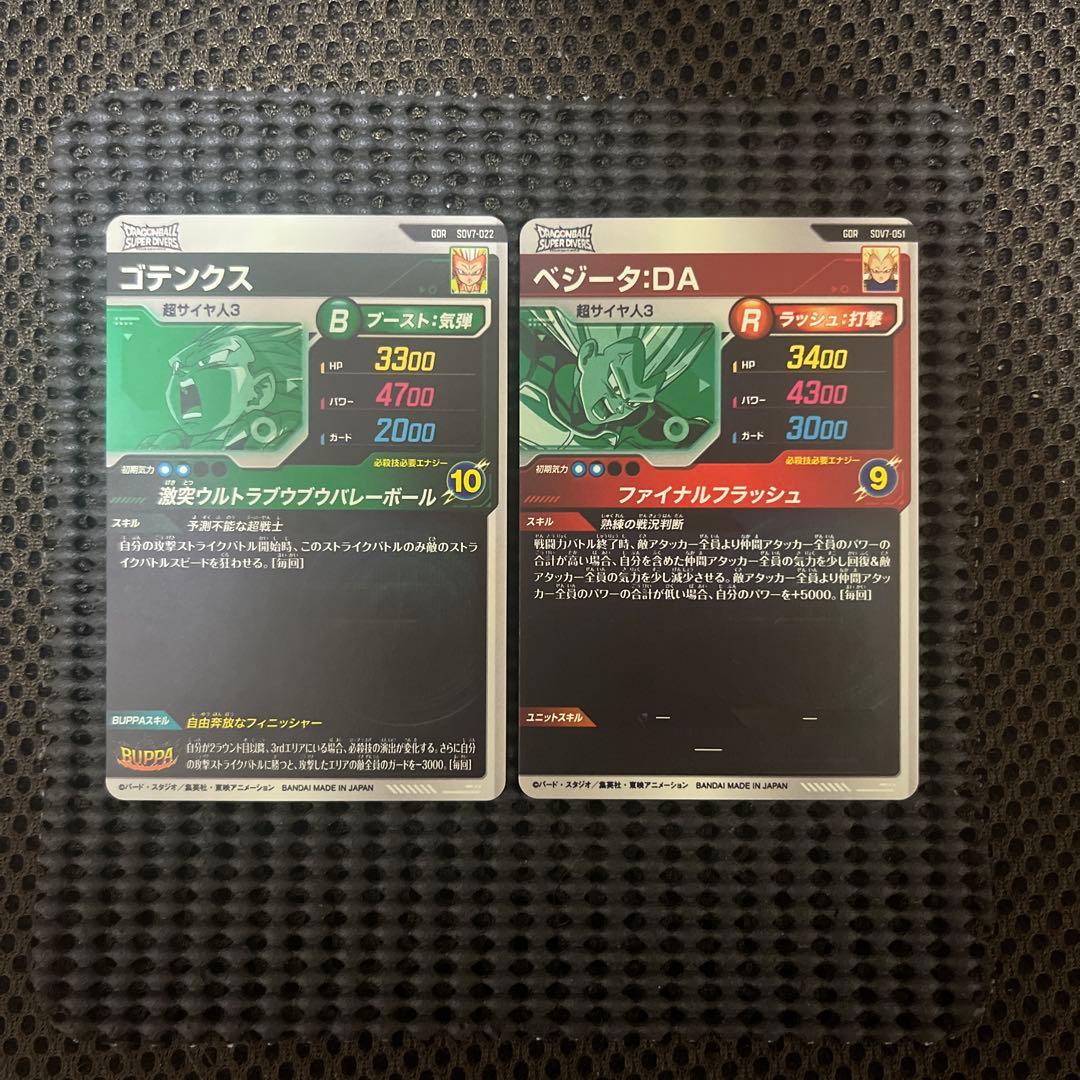 DRAGONBALL
SUPER DIVERS
GDR SDV7-022
ゴテンクス
超サイヤ人3
B ブースト:気弾
HP 3300
パワー 4700
ガード 2000
初期気力
必殺技必要エナジー
10
激突ウルトラブウブウバレーボール
スキル 予測不能な超戦士
自分の攻撃ストライクバトル開始時、このストライクバトルのみ敵のストラ
イクバトルスピードを狂わせる。[毎回]
BUPPAスキル 自由奔放なフィニッシャー
BUPPA
自分が2ラウンド目以降、3rdエリアにいる場合、必殺技の演出が変化する。さらに自分
の攻撃ストライクバトルに勝つと、攻撃したエリアの敵全員のガードを-3000。[毎回]
©バード・スタジオ/集英社・東映アニメーション BANDAI MADE IN JAPAN
DRAGONBALL
SUPER DIVERS
GDR SDV7-051
ベジータ:DA
超サイヤ人3
R ラッシュ:打撃
HP 3400
パワー 4300
ガード 3000
初期気力
必殺技必要エナジー
9
ファイナルフラッシュ
スキル 熟練の戦況判断
戦闘力バトル終了時、敵アタッカー全員より仲間アタッカー全員のパワーの
合計が高い場合、自分を含めた仲間アタッカー全員の気力を少し回復&敵
アタッカー全員の気力を少し減少させる。敵アタッカー全員より仲間アタッ
カー全員のパワーの合計が低い場合、自分のパワーを+5000。[毎回]
ユニットスキル — —
—
©バード・スタジオ/集英社・東映アニメーション BANDAI MADE IN JAPAN